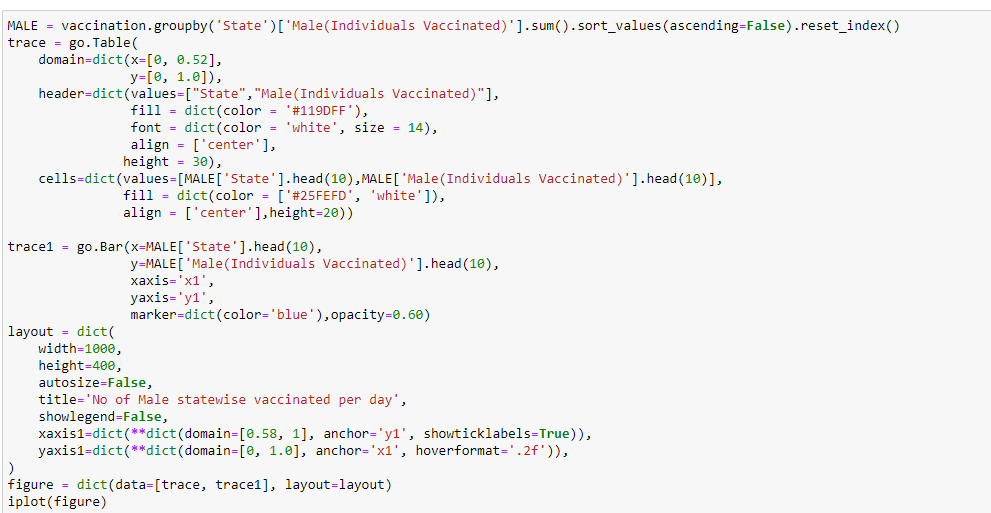 MALE = vaccination.groupby('State')['Male(Individuals Vaccinated)'].sum().sort_values(ascending=False).reset_index()
trace = go.Table(
    domain=dict(x=[0, 0.52],
                y=[0, 1.0]),
    header=dict(values=["State","Male(Individuals Vaccinated)"],
                fill = dict(color = '#119DFF'),
                font = dict(color = 'white', size = 14),
                align = ['center'],
               height = 30),
    cells=dict(values=[MALE['State'].head(10),MALE['Male(Individuals Vaccinated)'].head(10)],
               fill = dict(color = ['#25FEFD', 'white']),
               align = ['center'],height=20))

trace1 = go.Bar(x=MALE['State'].head(10),
                y=MALE['Male(Individuals Vaccinated)'].head(10),
                xaxis='x1',
                yaxis='y1',
                marker=dict(color='blue'),opacity=0.60)
layout = dict(
    width=1000,
    height=400,
    autosize=False,
    title='No of Male statewise vaccinated per day',
    showlegend=False,
    xaxis1=dict(**dict(domain=[0.58, 1], anchor='y1', showticklabels=True)),
    yaxis1=dict(**dict(domain=[0, 1.0], anchor='x1', hoverformat='.2f')),
)
figure = dict(data=[trace, trace1], layout=layout)
iplot(figure)